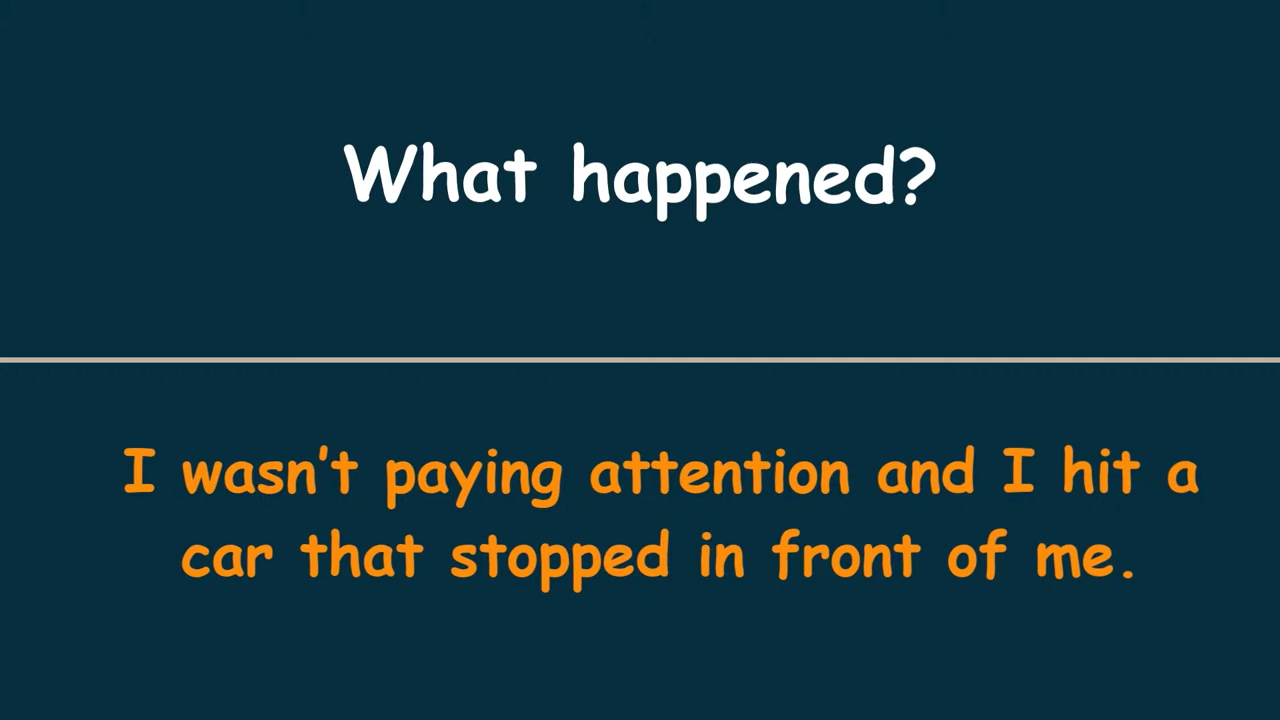 What happened?
I wasn't paying attention and I hit a
car that stopped in front of me.